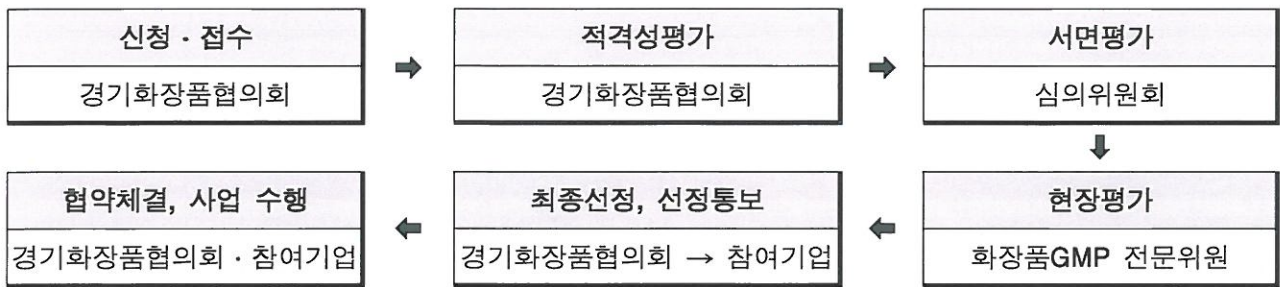 신청 · 접수
경기화장품협의회
적격성평가
경기화장품협의회
서면평가
심의위원회
현장평가
화장품GMP 전문위원
최종선정, 선정통보
경기화장품협의회 → 참여기업
협약체결, 사업 수행
경기화장품협의회 · 참여기업